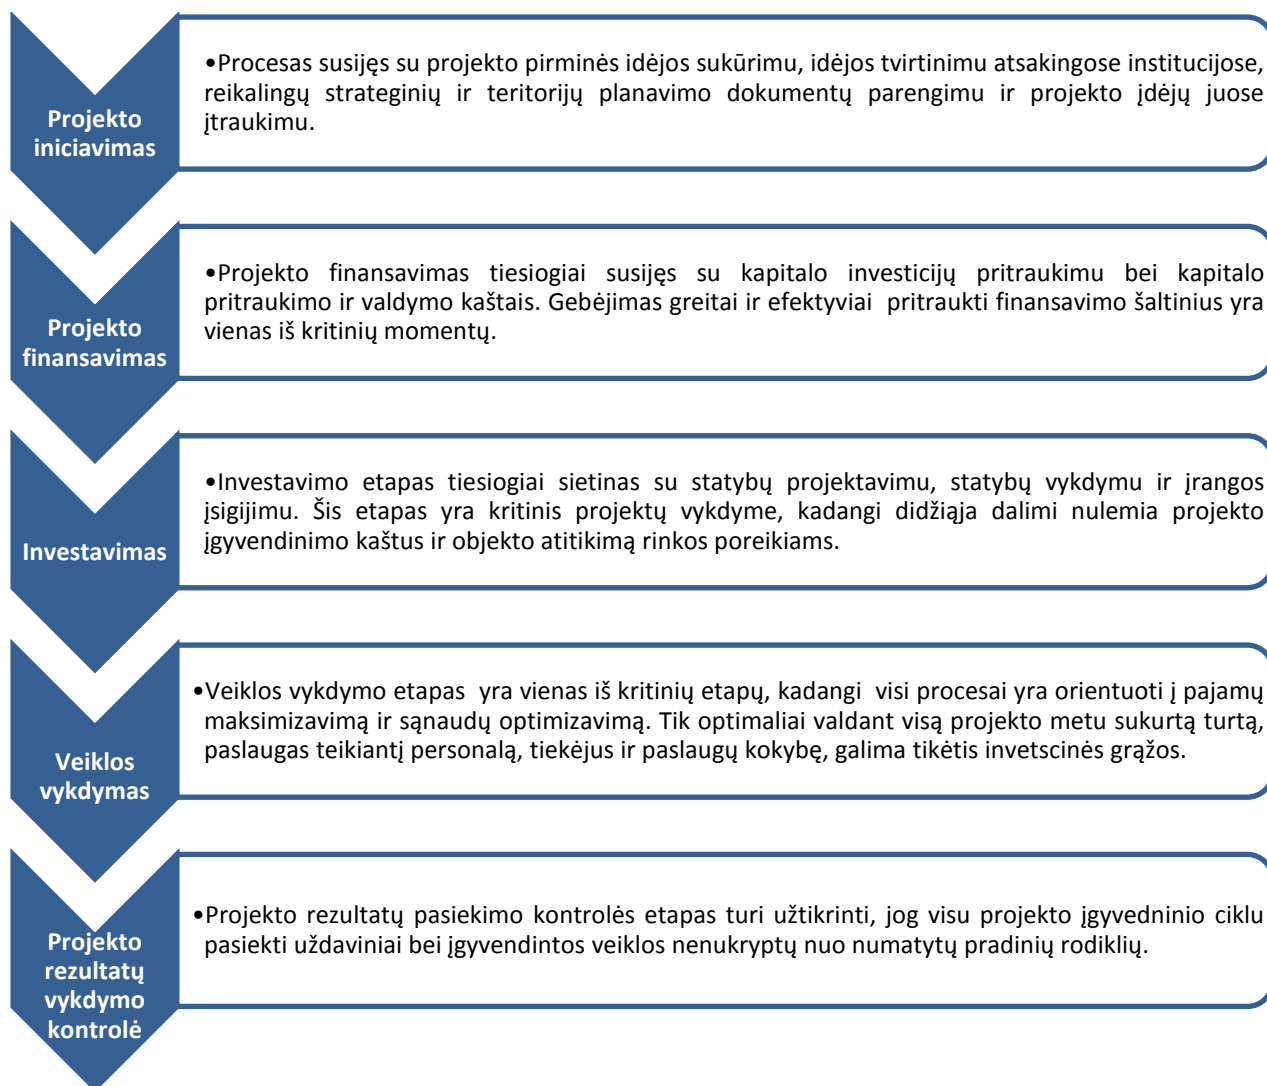 Projekto
iniciavimas
•Procesas susijęs su projekto pirminės idėjos sukūrimu, idėjos tvirtinimu atsakingose institucijose,
reikalingų strateginių ir teritorijų planavimo dokumentų parengimu ir projekto įdėjų juose
įtraukimu.
Projekto
finansavimas
•Projekto finansavimas tiesiogiai susijęs su kapitalo investicijų pritraukimu bei kapitalo
pritraukimo ir valdymo kaštais. Gebėjimas greitai ir efektyviai pritraukti finansavimo šaltinius yra
vienas iš kritinių momentų.
Investavimas
•Investavimo etapas tiesiogiai sietinas su statybų projektavimu, statybų vykdymu ir įrangos
įsigijimu. Šis etapas yra kritinis projektų vykdyme, kadangi didžiąja dalimi nulemia projekto
įgyvendinimo kaštus ir objekto atitikimą rinkos poreikiams.
Veiklos
vykdymas
•Veiklos vykdymo etapas yra vienas iš kritinių etapų, kadangi visi procesai yra orientuoti į pajamų
maksimizavimą ir sąnaudų optimizavimą. Tik optimaliai valdant visą projekto metu sukurtą turtą,
paslaugas teikiantį personalą, tiekėjus ir paslaugų kokybę, galima tikėtis invetscinės grąžos.
Projekto
rezultatų
vykdymo
kontrolė
•Projekto rezultatų pasiekimo kontrolės etapas turi užtikrinti, jog visu projekto įgyvedninio ciklu
pasiekti uždaviniai bei įgyvendintos veiklos nenukryptų nuo numatytų pradinių rodiklių.